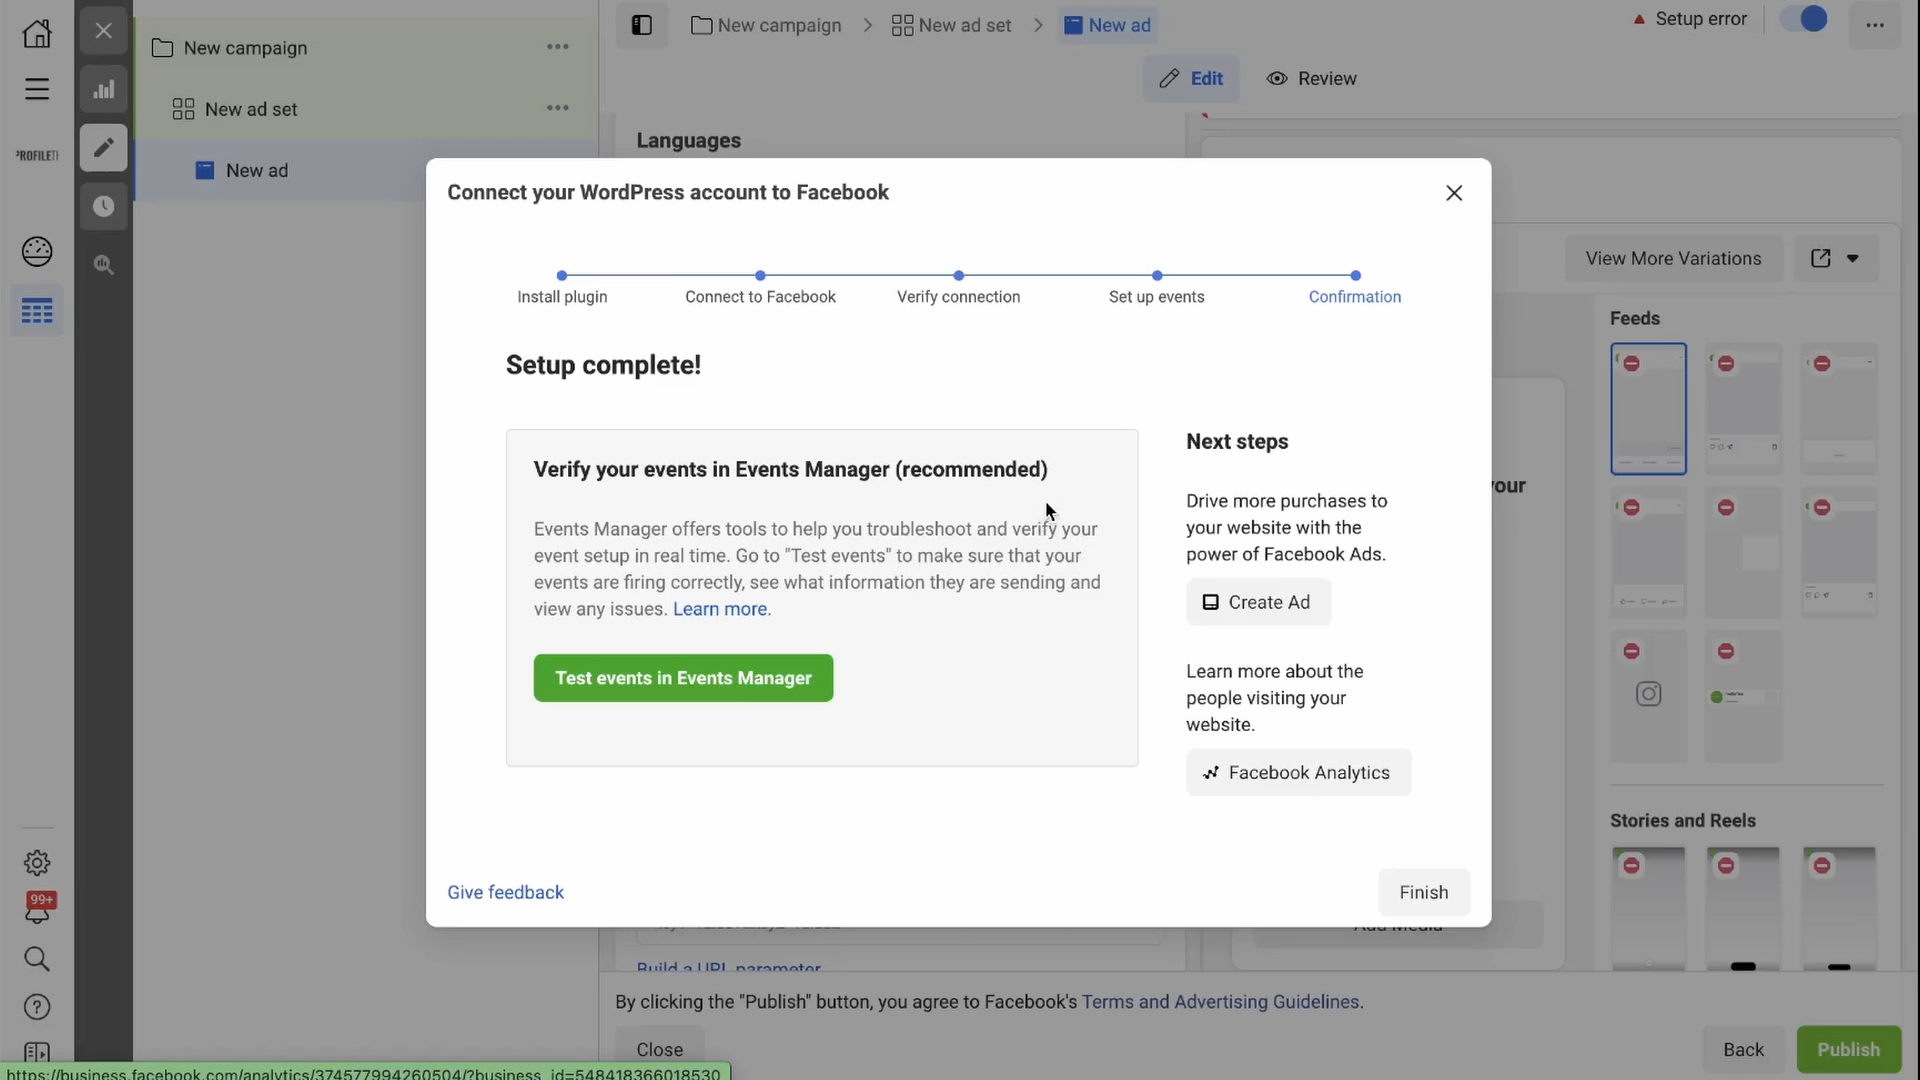 New campaign
New ad set
New ad
New campaign
New ad set
New ad
Setup error
Edit
Review
Languages
View More Variations
Feeds
your
Stories and Reels
Connect your WordPress account to Facebook
Install plugin
Connect to Facebook
Verify connection
Set up events
Confirmation
Setup complete!
Verify your events in Events Manager (recommended)
Events Manager offers tools to help you troubleshoot and verify your
event setup in real time. Go to "Test events" to make sure that your
events are firing correctly, see what information they are sending and
view any issues. Learn more.
Test events in Events Manager
Next steps
Drive more purchases to
your website with the
power of Facebook Ads.
Create Ad
Learn more about the
people visiting your
website.
Facebook Analytics
Give feedback
Finish
99+
Add Media
Build a URL parameter
By clicking the "Publish" button, you agree to Facebook's Terms and Advertising Guidelines.
Close
Back
Publish
https://business.facebook.com/analytics/374577994260504/?business_id=548418366018530